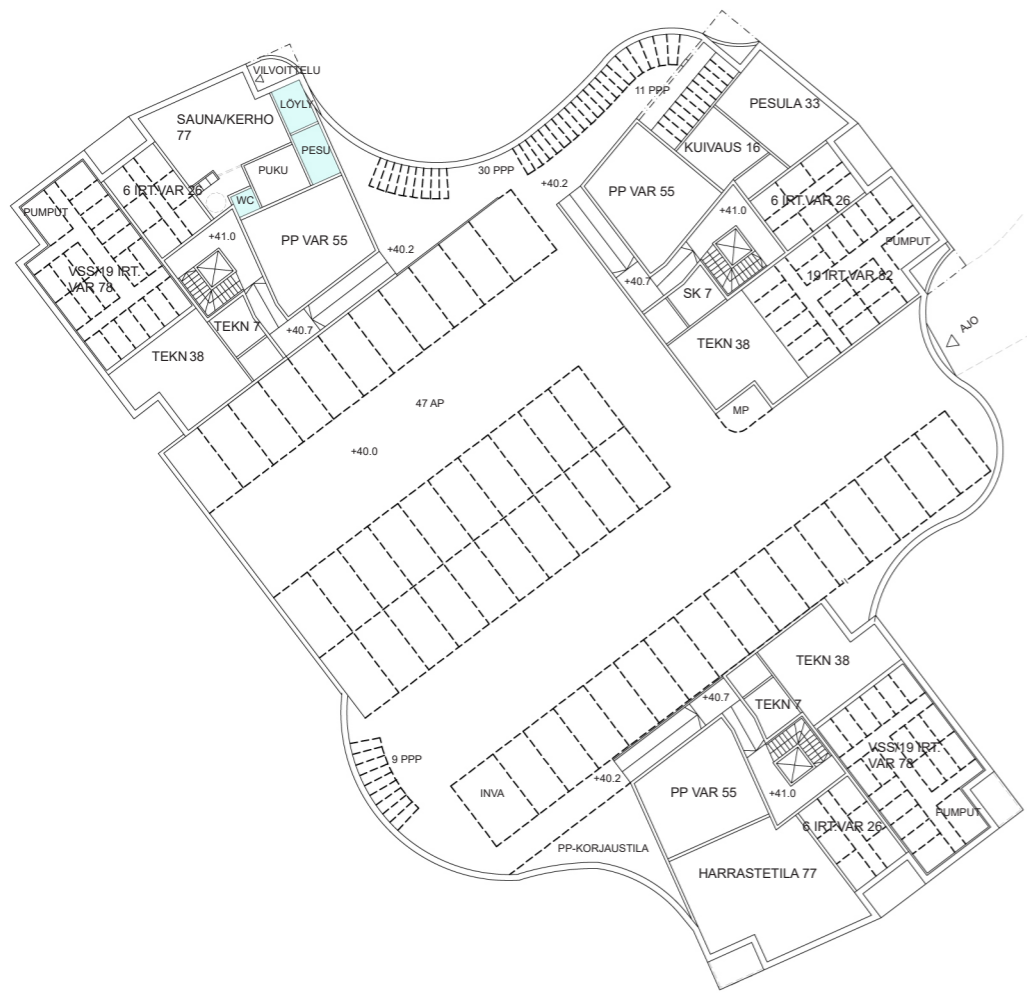 VILVOITTELU
LÖYLY
SAUNA/KERHO
77
PESU
PUKU
6 IRT.VAR 26
WC
PUMPUT
+41.0
PP VAR 55
+40.2
VSS/19 IRT.
VAR 78
TEKN 7
+40.7
TEKN 38
30 PPP
11 PPP
PESULA 33
KUIVAUS 16
+40.2
PP VAR 55
6 IRT.VAR 26
+41.0
PUMPUT
+40.7
SK 7
19 IRT.VAR 82
TEKN 38
MP
AJO
47 AP
+40.0
9 PPP
INVA
+40.2
PP-KORJAUSTILA
+40.7
TEKN 38
TEKN 7
VSS/19 IRT.
VAR 78
PP VAR 55
+41.0
PUMPUT
6 IRT.VAR 26
HARRASTETILA 77